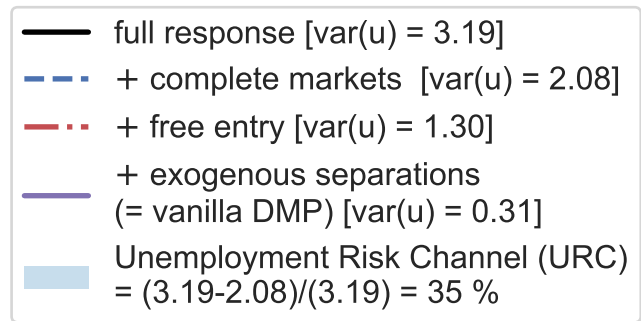 full response [var(u) = 3.19]
+ complete markets [var(u) = 2.08]
+ free entry [var(u) = 1.30]
+ exogenous separations
(= vanilla DMP) [var(u) = 0.31]
Unemployment Risk Channel (URC)
= (3.19-2.08)/(3.19) = 35 %